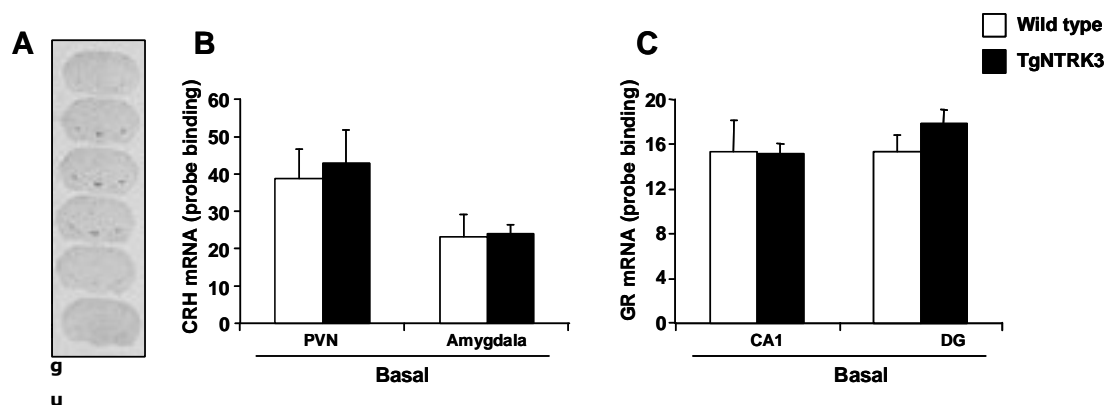 A
B
C
Wild type
TgNTRK3
CRH mRNA (probe binding)
60
50
40
30
20
10
0
PVN Amygdala
Basal
GR mRNA (probe binding)
20
16
12
8
4
0
CA1 DG
Basal
g
u